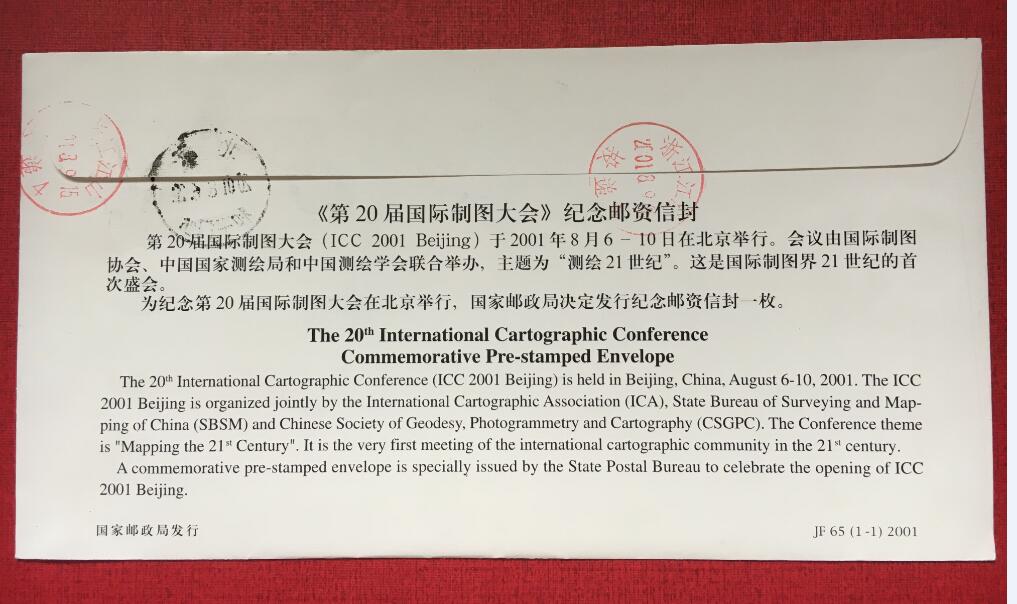 浙江江
《第20届国际制图大会》纪念邮资信封
第20届国际制图大会（ICC 2001 Beijing）于2001年8月6－10日在北京举行。会议由国际制图
协会、中国国家测绘局和中国测绘学会联合举办，主题为“测绘21世纪”。这是国际制图界21世纪的首
次盛会。
为纪念第20届国际制图大会在北京举行，国家邮政局决定发行纪念邮资信封一枚。
The 20th International Cartographic Conference
Commemorative Pre-stamped Envelope
The 20th International Cartographic Conference (ICC 2001 Beijing) is held in Beijing, China, August 6-10, 2001. The ICC
2001 Beijing is organized jointly by the International Cartographic Association (ICA), State Bureau of Surveying and Map-
ping of China (SBSM) and Chinese Society of Geodesy, Photogrammetry and Cartography (CSGPC). The Conference theme
is "Mapping the 21st Century". It is the very first meeting of the international cartographic community in the 21st century.
A commemorative pre-stamped envelope is specially issued by the State Postal Bureau to celebrate the opening of ICC
2001 Beijing.
国家邮政局发行
JF 65 (1-1) 2001